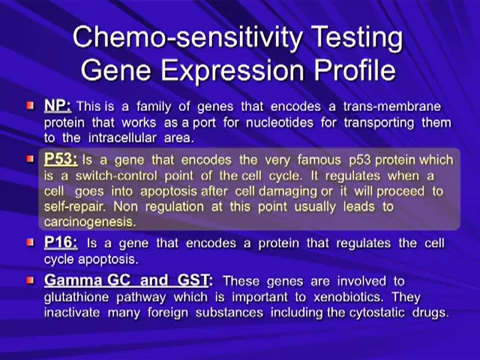 Chemo-sensitivity Testing
Gene Expression Profile
NP: This is a family of genes that encodes a trans-membrane
protein that works as a port for nucleotides for transporting them
to the intracellular area.
P53: Is a gene that encodes the very famous p53 protein which
is a switch-control point of the cell cycle. It regulates when a
cell goes into apoptosis after cell damaging or it will proceed to
self-repair. Non regulation at this point usually leads to
carcinogenesis.
P16: Is a gene that encodes a protein that regulates the cell
cycle apoptosis.
Gamma GC and GST: These genes are involved to
glutathione pathway which is important to xenobiotics. They
inactivate many foreign substances including the cytostatic drugs.